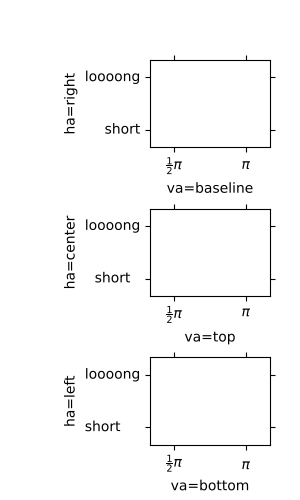 ha=right
loooong
short
½π π
va=baseline
ha=center
loooong
short
½π π
va=top
ha=left
loooong
short
½π π
va=bottom